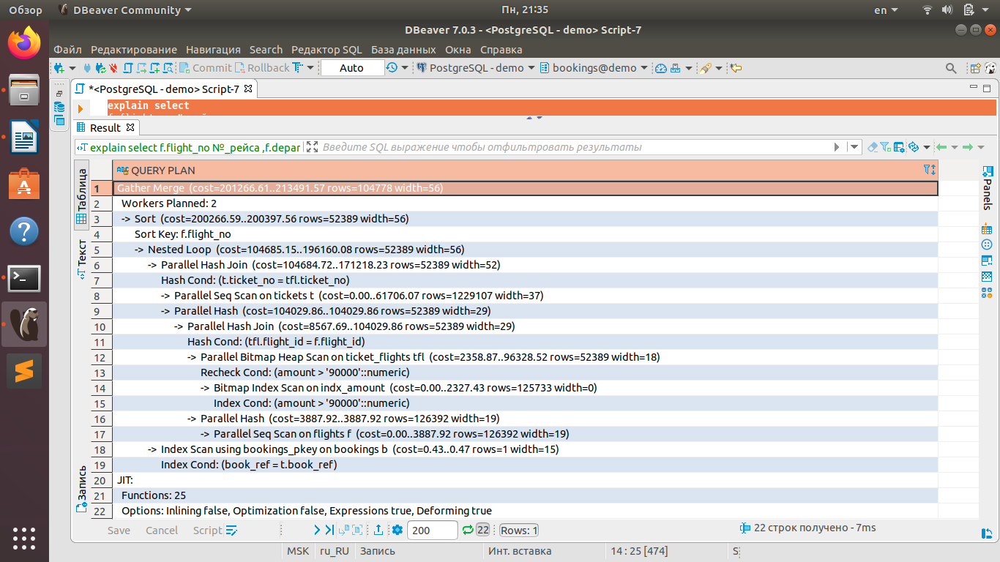 Обзор
DBeaver Community
Пн, 21:35
en
DBeaver 7.0.3 - <PostgreSQL - demo> Script-7
Файл Редактирование Навигация Search Редактор SQL База данных Окна Справка
Commit Rollback Auto PostgreSQL - demo bookings@demo
*<PostgreSQL - demo> Script-7
explain select
Result
explain select f.flight_no №_рейса ,f.depar
Введите SQL выражение чтобы отфильтровать результаты
Таблица
Текст
Запись
Panels
QUERY PLAN
1 Gather Merge (cost=201266.61..213491.57 rows=104778 width=56)
2 Workers Planned: 2
3 -> Sort (cost=200266.59..200397.56 rows=52389 width=56)
4 Sort Key: f.flight_no
5 -> Nested Loop (cost=104685.15..196160.08 rows=52389 width=56)
6 -> Parallel Hash Join (cost=104684.72..171218.23 rows=52389 width=52)
7 Hash Cond: (t.ticket_no = tfl.ticket_no)
8 -> Parallel Seq Scan on tickets t (cost=0.00..61706.07 rows=1229107 width=37)
9 -> Parallel Hash (cost=104029.86..104029.86 rows=52389 width=29)
10 -> Parallel Hash Join (cost=8567.69..104029.86 rows=52389 width=29)
11 Hash Cond: (tfl.flight_id = f.flight_id)
12 -> Parallel Bitmap Heap Scan on ticket_flights tfl (cost=2358.87..96328.52 rows=52389 width=18)
13 Recheck Cond: (amount > '90000'::numeric)
14 -> Bitmap Index Scan on indx_amount (cost=0.00..2327.43 rows=125733 width=0)
15 Index Cond: (amount > '90000'::numeric)
16 -> Parallel Hash (cost=3887.92..3887.92 rows=126392 width=19)
17 -> Parallel Seq Scan on flights f (cost=0.00..3887.92 rows=126392 width=19)
18 -> Index Scan using bookings_pkey on bookings b (cost=0.43..0.47 rows=1 width=15)
19 Index Cond: (book_ref = t.book_ref)
20 JIT:
21 Functions: 25
22 Options: Inlining false, Optimization false, Expressions true, Deforming true
Save Cancel Script 200 22 Rows: 1 22 строк получено - 7ms
MSK ru_RU Запись Инт. вставка 14 : 25 [474] S